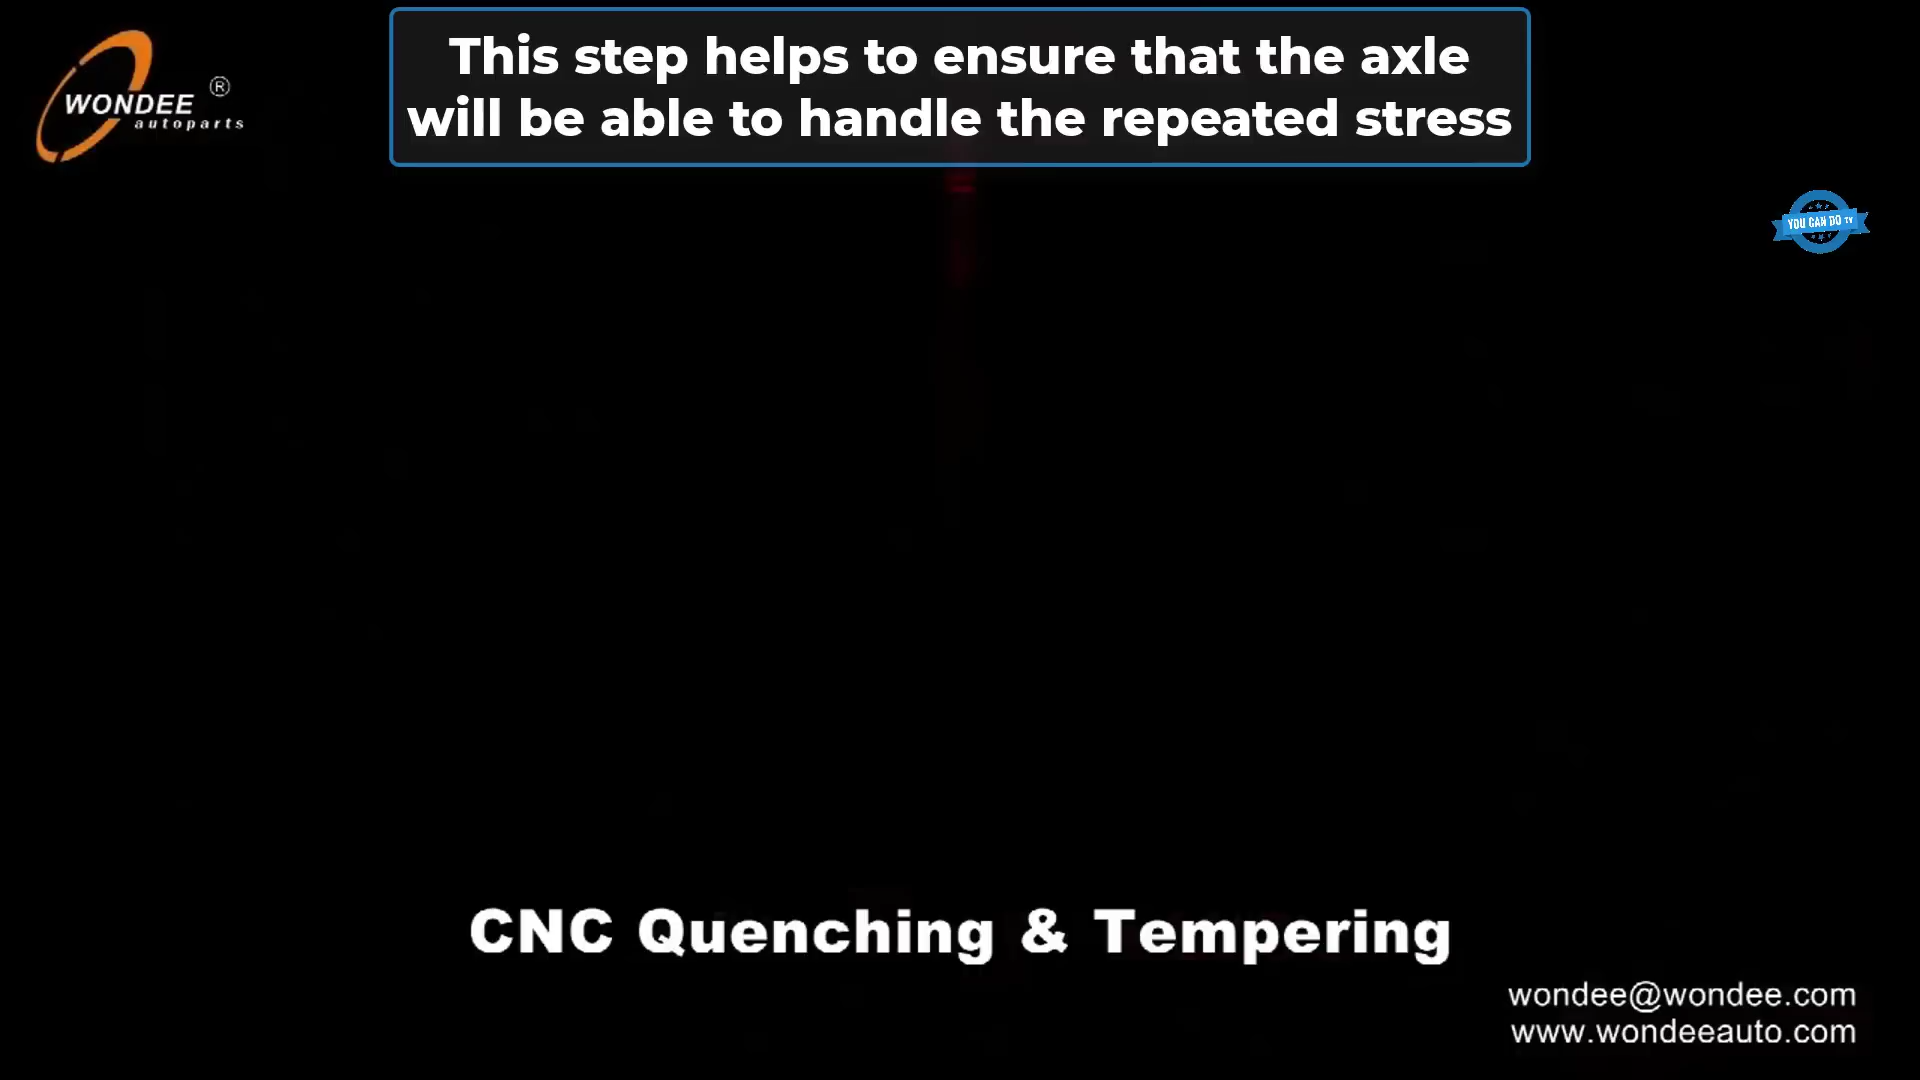 This step helps to ensure that the axle
will be able to handle the repeated stress
WONDEE ®
autoparts
YOU CAN DO TV
CNC Quenching & Tempering
wondee@wondee.com
www.wondeeauto.com